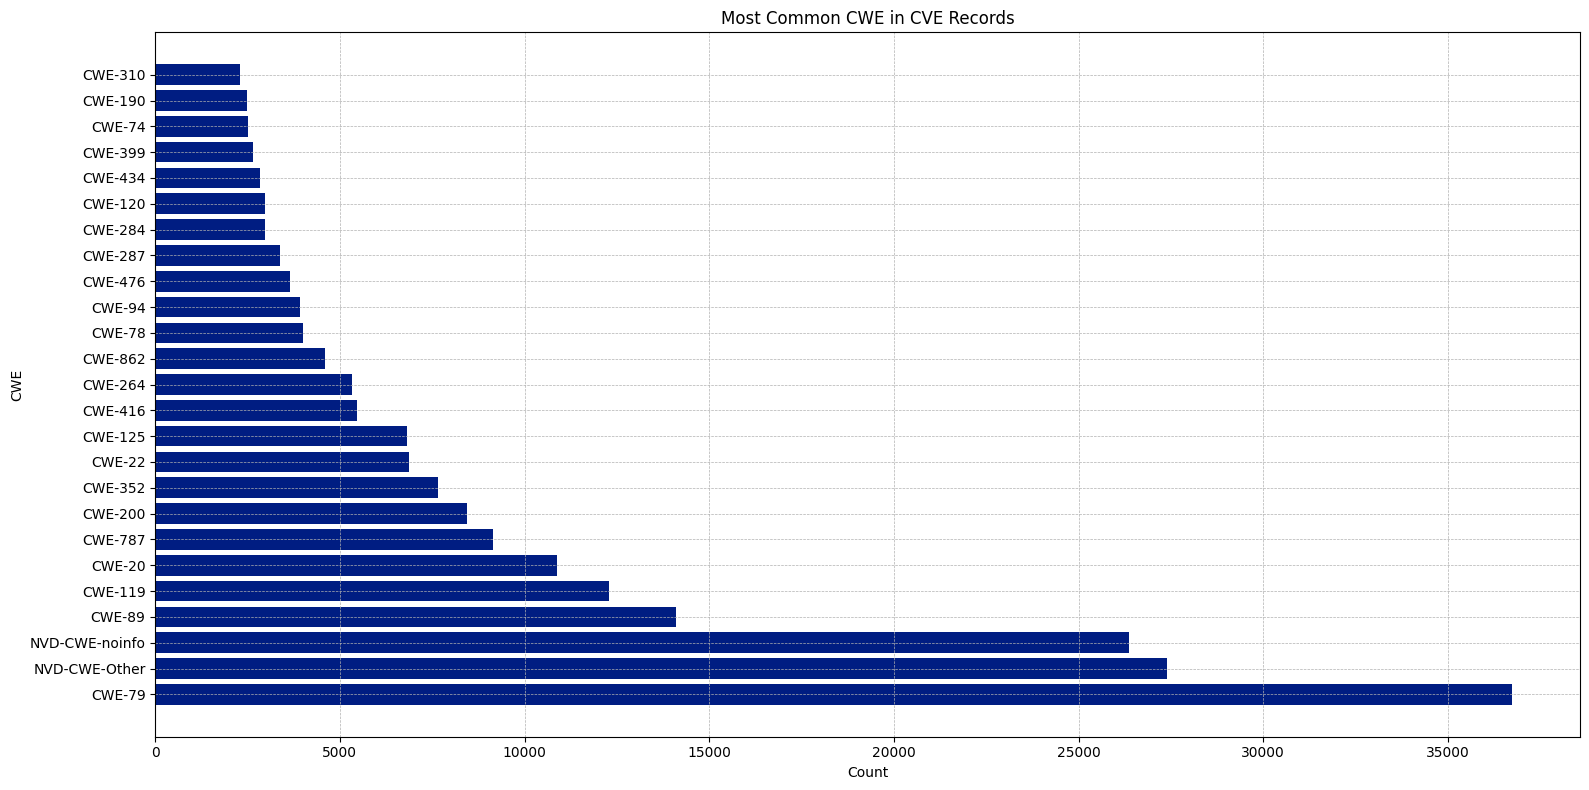 Most Common CWE in CVE Records
CWE
CWE-310
CWE-190
CWE-74
CWE-399
CWE-434
CWE-120
CWE-284
CWE-287
CWE-476
CWE-94
CWE-78
CWE-862
CWE-264
CWE-416
CWE-125
CWE-22
CWE-352
CWE-200
CWE-787
CWE-20
CWE-119
CWE-89
NVD-CWE-noinfo
NVD-CWE-Other
CWE-79
0 5000 10000 15000 20000 25000 30000 35000
Count